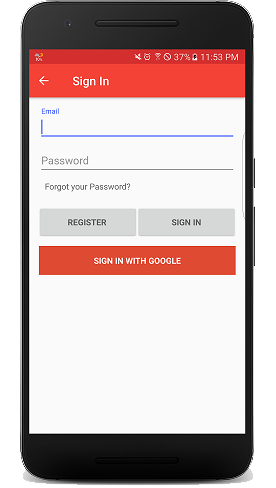 37% 11:53 PM
Sign In
Email
Password
Forgot your Password?
REGISTER SIGN IN
SIGN IN WITH GOOGLE